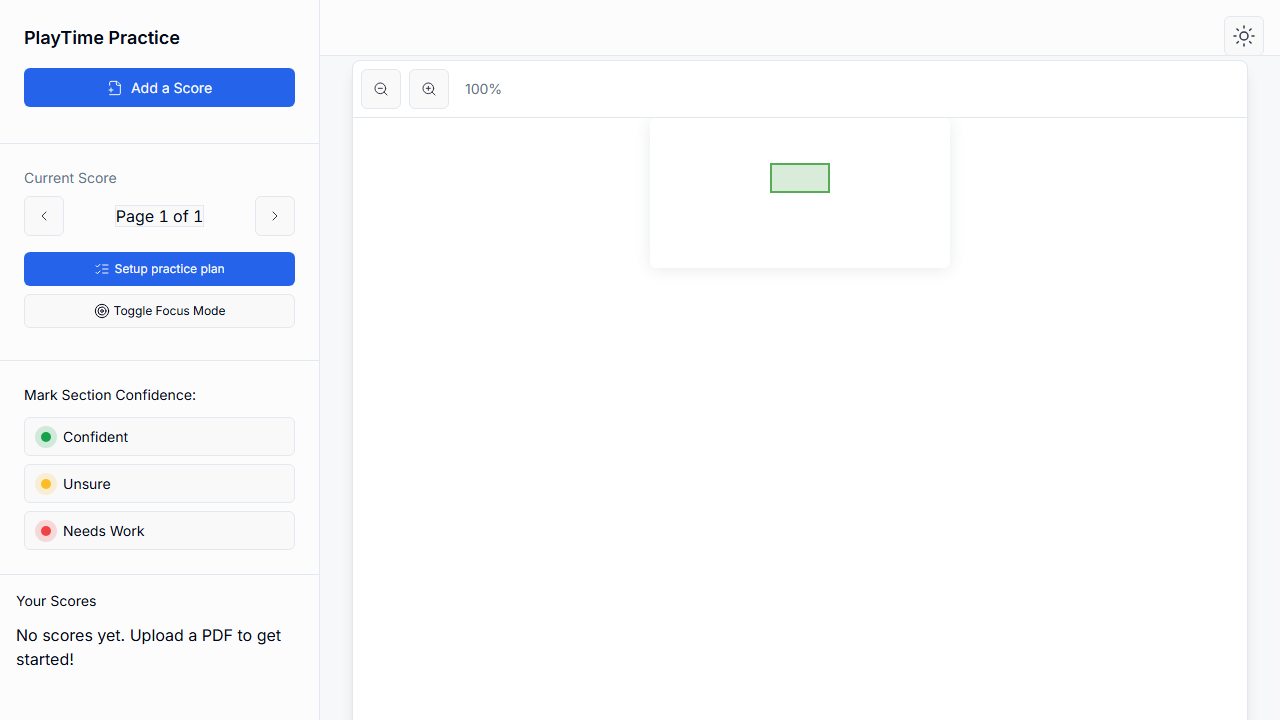 PlayTime Practice
Add a Score
Current Score
Page 1 of 1
Setup practice plan
Toggle Focus Mode
Mark Section Confidence:
Confident
Unsure
Needs Work
Your Scores
No scores yet. Upload a PDF to get
started!
100%